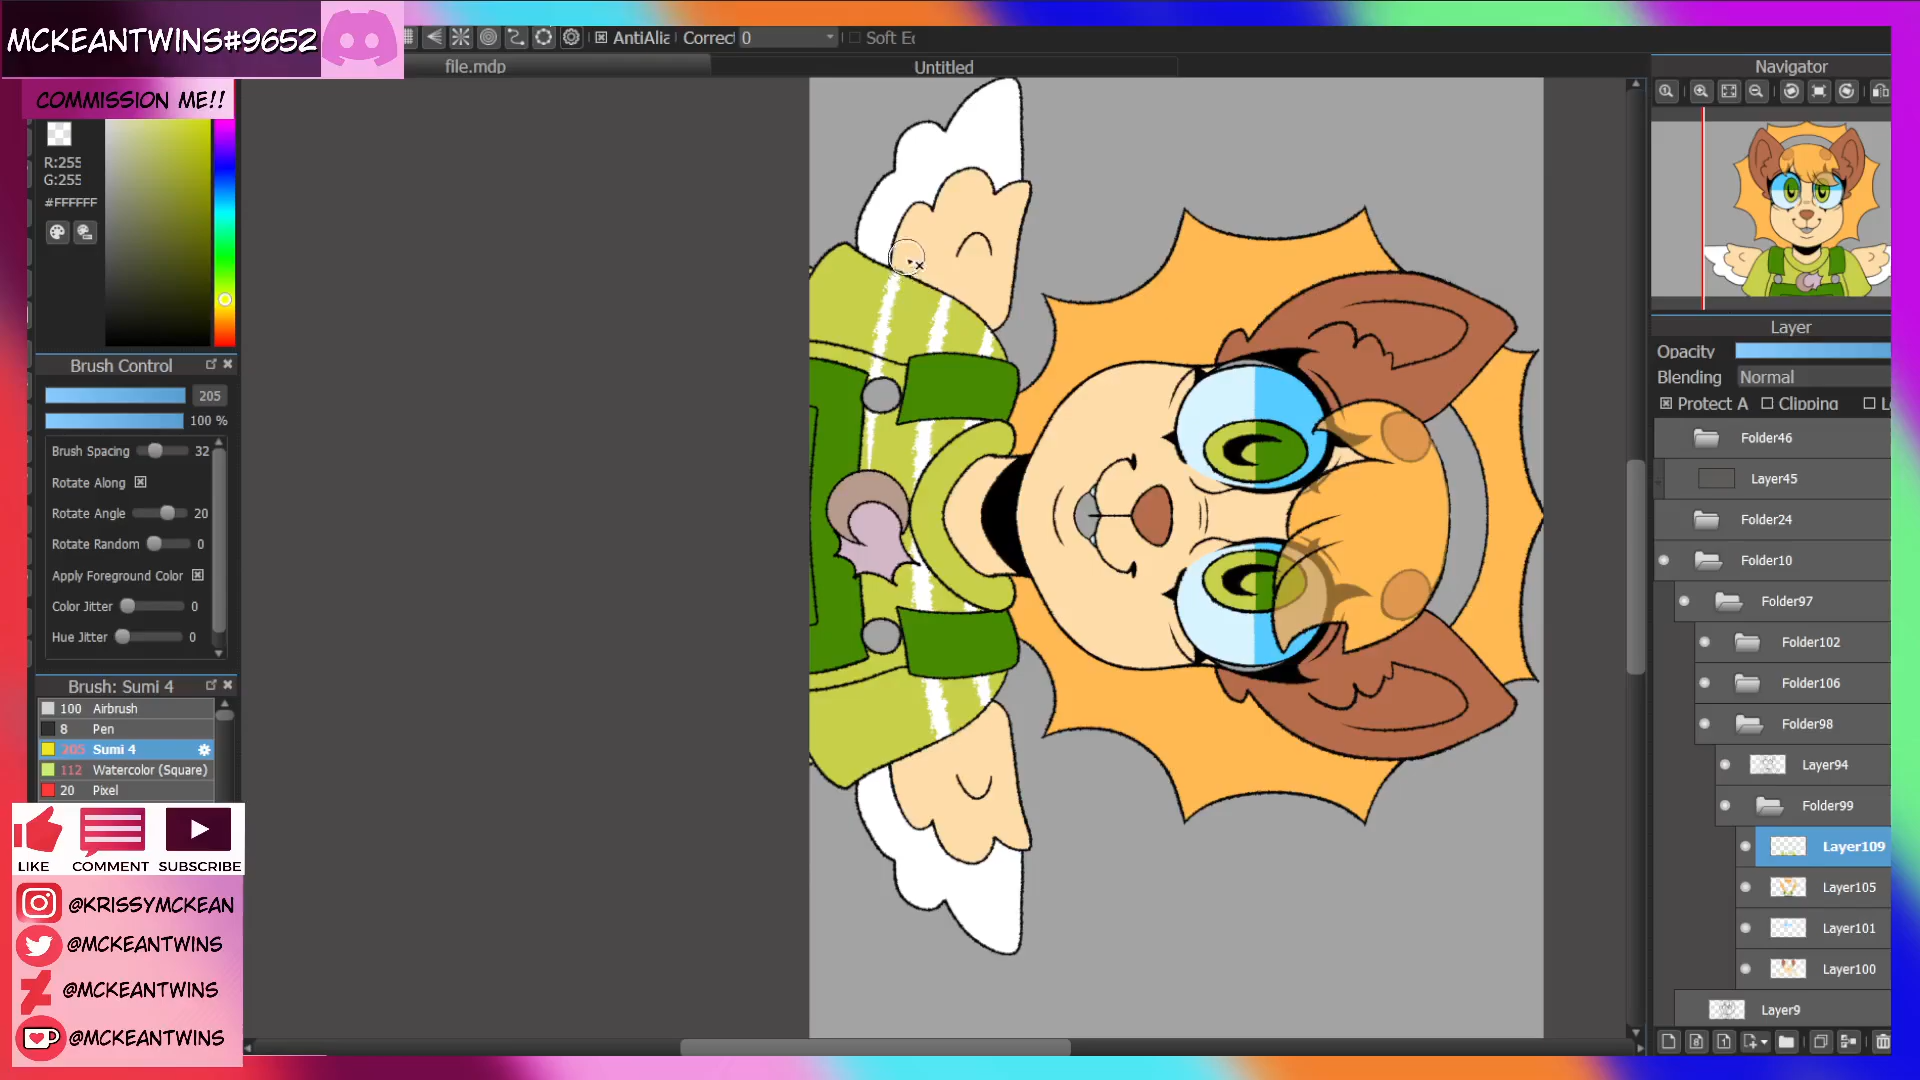 MCKEANTWINS#9652
COMMISSION ME!!
AntiAlia
Correct
0
Soft Ed
file.mdp
Untitled
R:255
G:255
#FFFFFF
Brush Control
205
100 %
Brush Spacing
32
Rotate Along
Rotate Angle
20
Rotate Random
0
Apply Foreground Color
Color Jitter
0
Hue Jitter
0
Brush: Sumi 4
100 Airbrush
8 Pen
205 Sumi 4
112 Watercolor (Square)
20 Pixel
LIKE
COMMENT
SUBSCRIBE
@KRISSYMCKEAN
@MCKEANTWINS
@MCKEANTWINS
@MCKEANTWINS
Navigator
Layer
Opacity
Blending Normal
Protect A
Clipping
L
Folder46
Layer45
Folder24
Folder10
Folder97
Folder102
Folder106
Folder98
Layer94
Folder99
Layer109
Layer105
Layer101
Layer100
Layer9